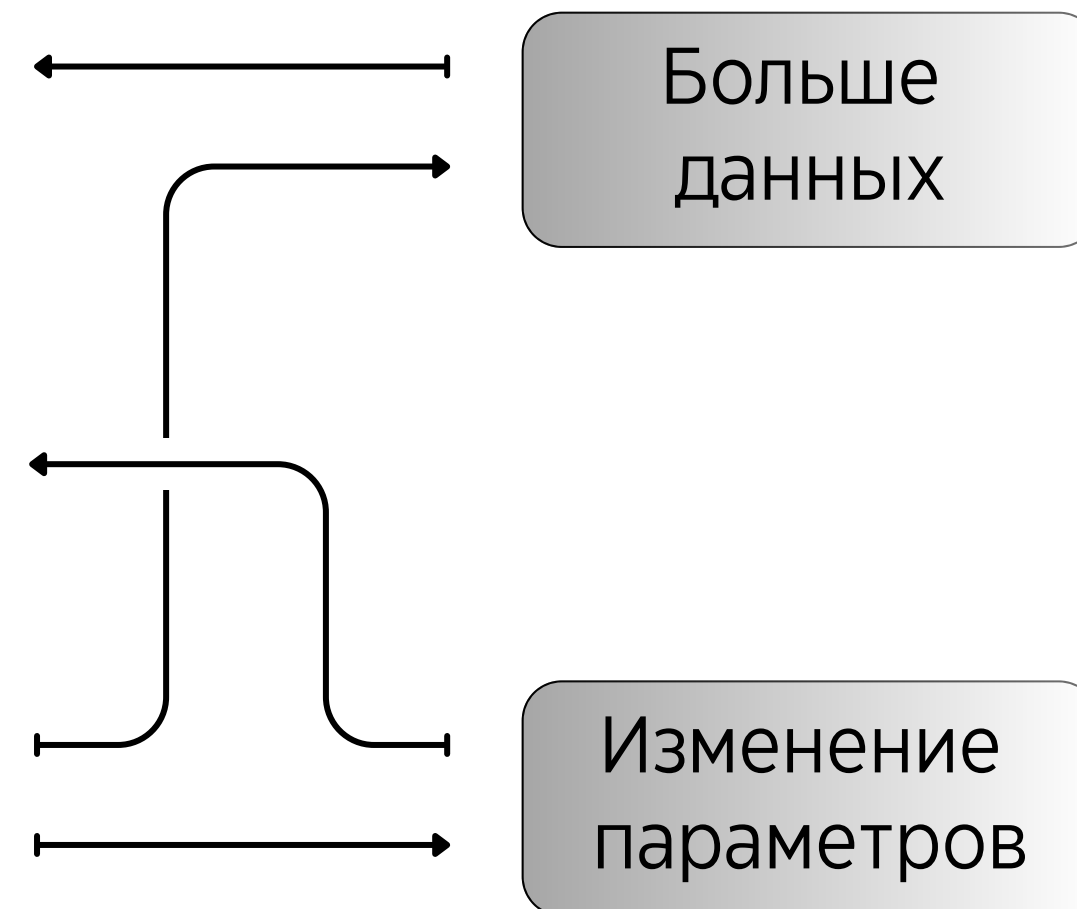 Больше
данных
Изменение
параметров